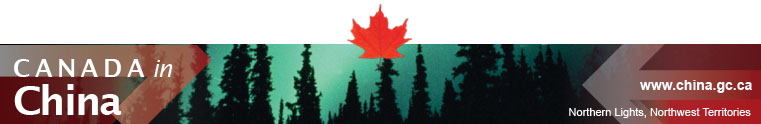 CANADA in
China
www.china.gc.ca
Northern Lights, Northwest Territories